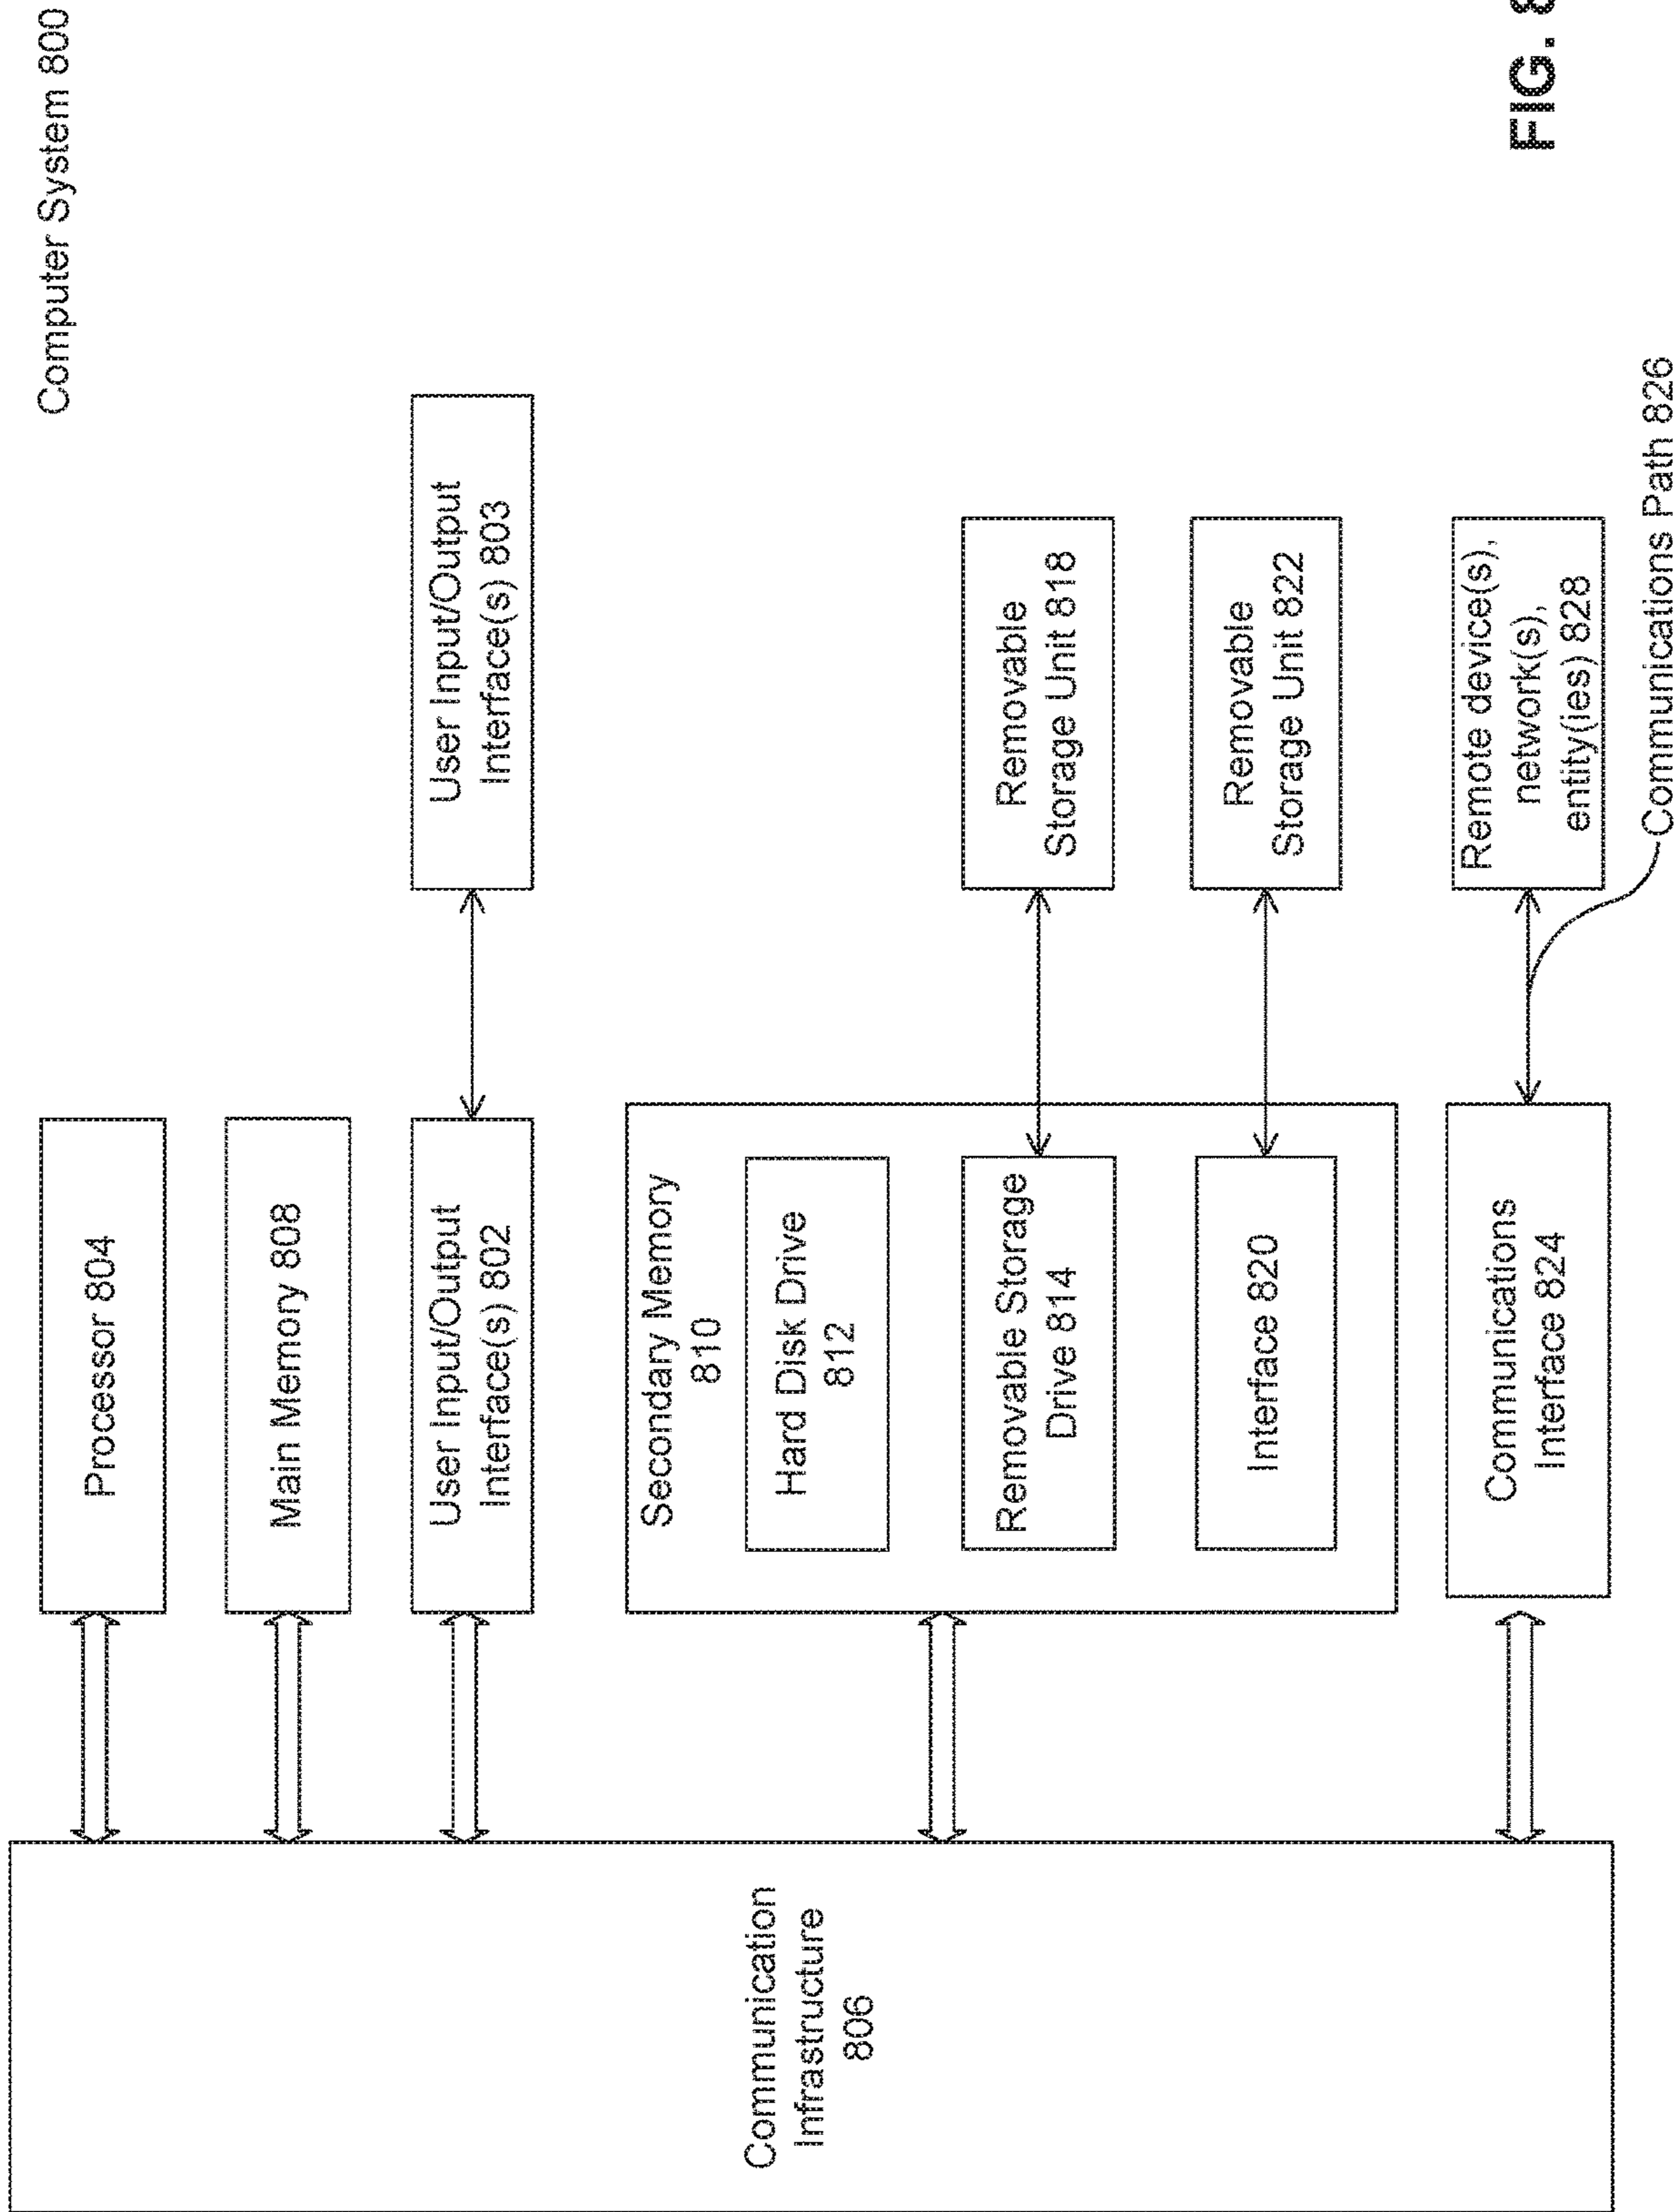 Computer System 800
Processor 804
Main Memory 808
User Input/Output
Interface(s) 802
User Input/Output
Interface(s) 803
Communication
Infrastructure
806
Secondary Memory
810
Hard Disk Drive
812
Removable Storage
Drive 814
Removable
Storage Unit 818
Interface 820
Removable
Storage Unit 822
Communications
Interface 824
Remote device(s),
network(s),
entity(ies) 828
Communications Path 826
FIG. 8